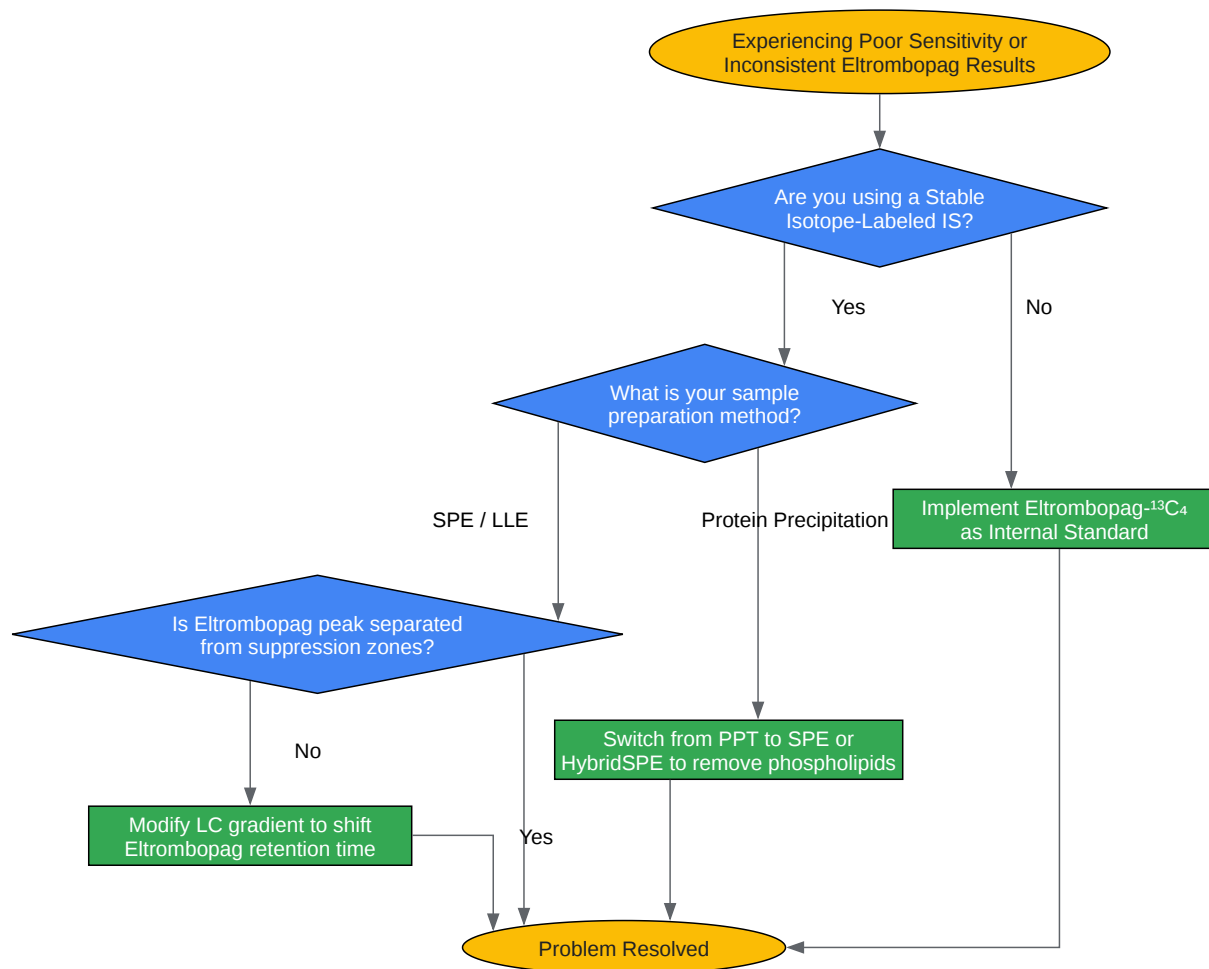 Experiencing Poor Sensitivity or
Inconsistent Eltrombopag Results
Are you using a Stable
Isotope-Labeled IS?
Yes
No
What is your sample
preparation method?
SPE / LLE
Protein Precipitation
Implement Eltrombopag-¹³C₄
as Internal Standard
Is Eltrombopag peak separated
from suppression zones?
No
Switch from PPT to SPE or
HybridSPE to remove phospholipids
Modify LC gradient to shift
Eltrombopag retention time
Yes
Problem Resolved